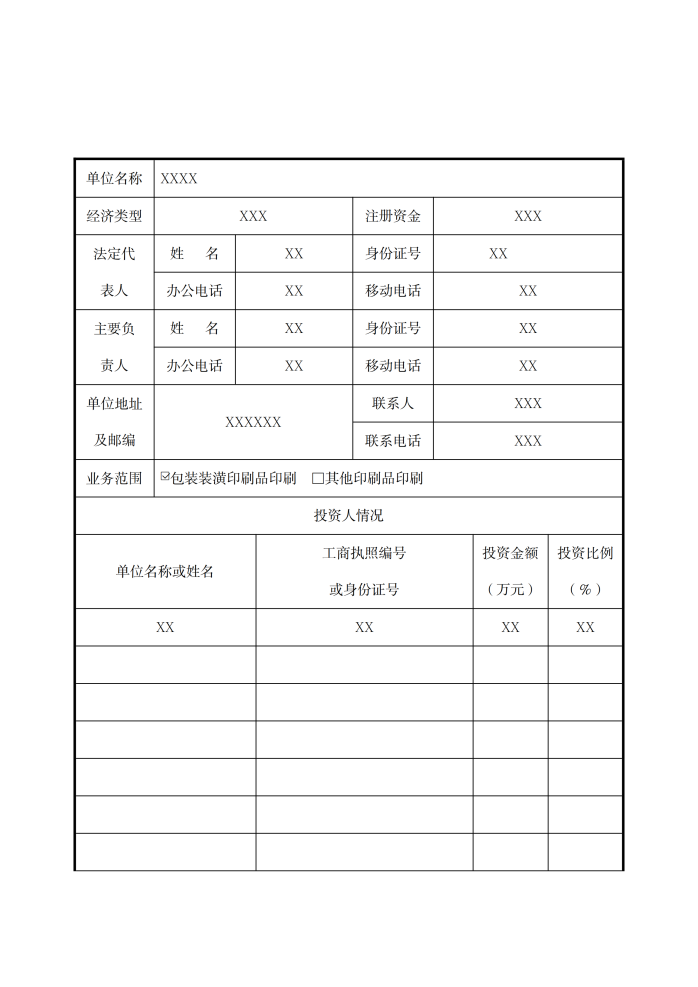 单位名称 XXXX
经济类型 XXX 注册资金 XXX
法定代
表人
姓 名 XX 身份证号 XX
办公电话 XX 移动电话 XX
主要负
责人
姓 名 XX 身份证号 XX
办公电话 XX 移动电话 XX
单位地址
及邮编
XXXXXX
联系人 XXX
联系电话 XXX
业务范围 ☑包装装潢印刷品印刷 □其他印刷品印刷
投资人情况
单位名称或姓名
工商执照编号
或身份证号
投资金额
（万元）
投资比例
（%）
XX XX XX XX